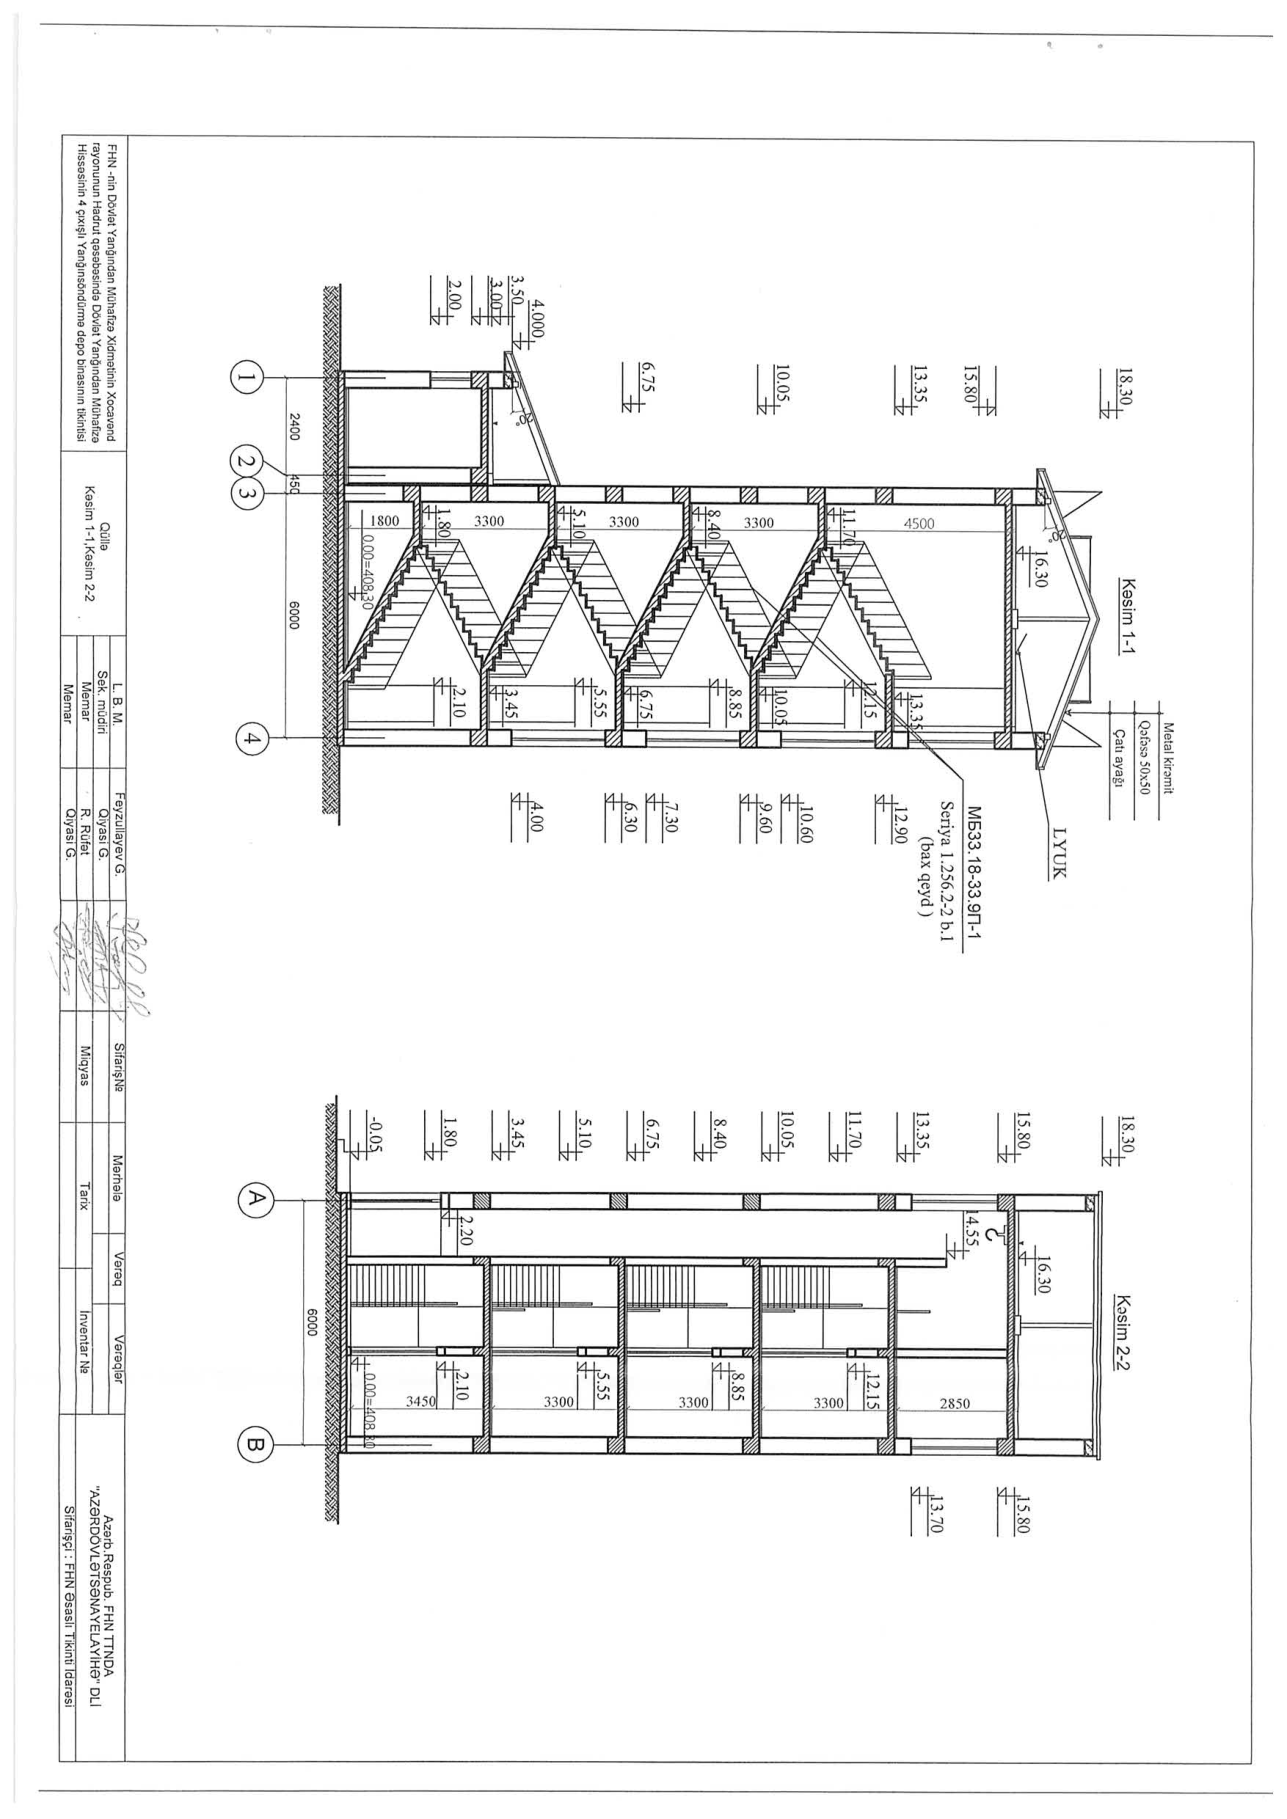 Kəsim 1-1
Metal kirəmit
Qəfəsə 50x50
Çatı ayağı
LYUK
18.30
15.80
13.35
10.05
6.75
4.000
3.50
3.00
2.00
20°
20°
16.30
4500
11.70
3300
8.40
3300
5.10
3300
1.80
1800
0.00=408.30
13.35
12.15
10.05
8.85
6.75
5.55
3.45
2.10
МБ33.18-33.9П-1
Seriya 1.256.2-2 b.1
(bax qeyd)
12.90
10.60
9.60
7.30
6.30
4.00
2400
450
6000
1
2
3
4
Kəsim 2-2
18.30
15.80
13.35
11.70
10.05
8.40
6.75
5.10
3.45
1.80
-0.05
16.30
14.55
2.20
2850
12.15
3300
8.85
3300
5.55
3300
2.10
3450
0.00=408.30
15.80
13.70
6000
A
B
FHN -nin Dövlət Yanğından Mühafizə Xidmətinin Xocavənd
rayonunun Hadrut qəsəbəsində Dövlət Yanğından Mühafizə
Hissəsinin 4 çıxışlı Yanğınsöndürmə depo binasının tikintisi
Qüllə
Kəsim 1-1,Kəsim 2-2
L. B. M. Feyzullayev G.
Sek. müdiri Qiyasi G.
Memar R. Rüfət
Memar Qiyasi G.
Sifariş№ Mərhələ Vərəq Vərəqlər
Miqyas Tarix İnventar №
Azərb.Respub. FHN TTNDA
"AZƏRDÖVLƏTSƏNAYELAYİHƏ" DLİ
Sifarişçi : FHN Əsaslı Tikinti İdarəsi